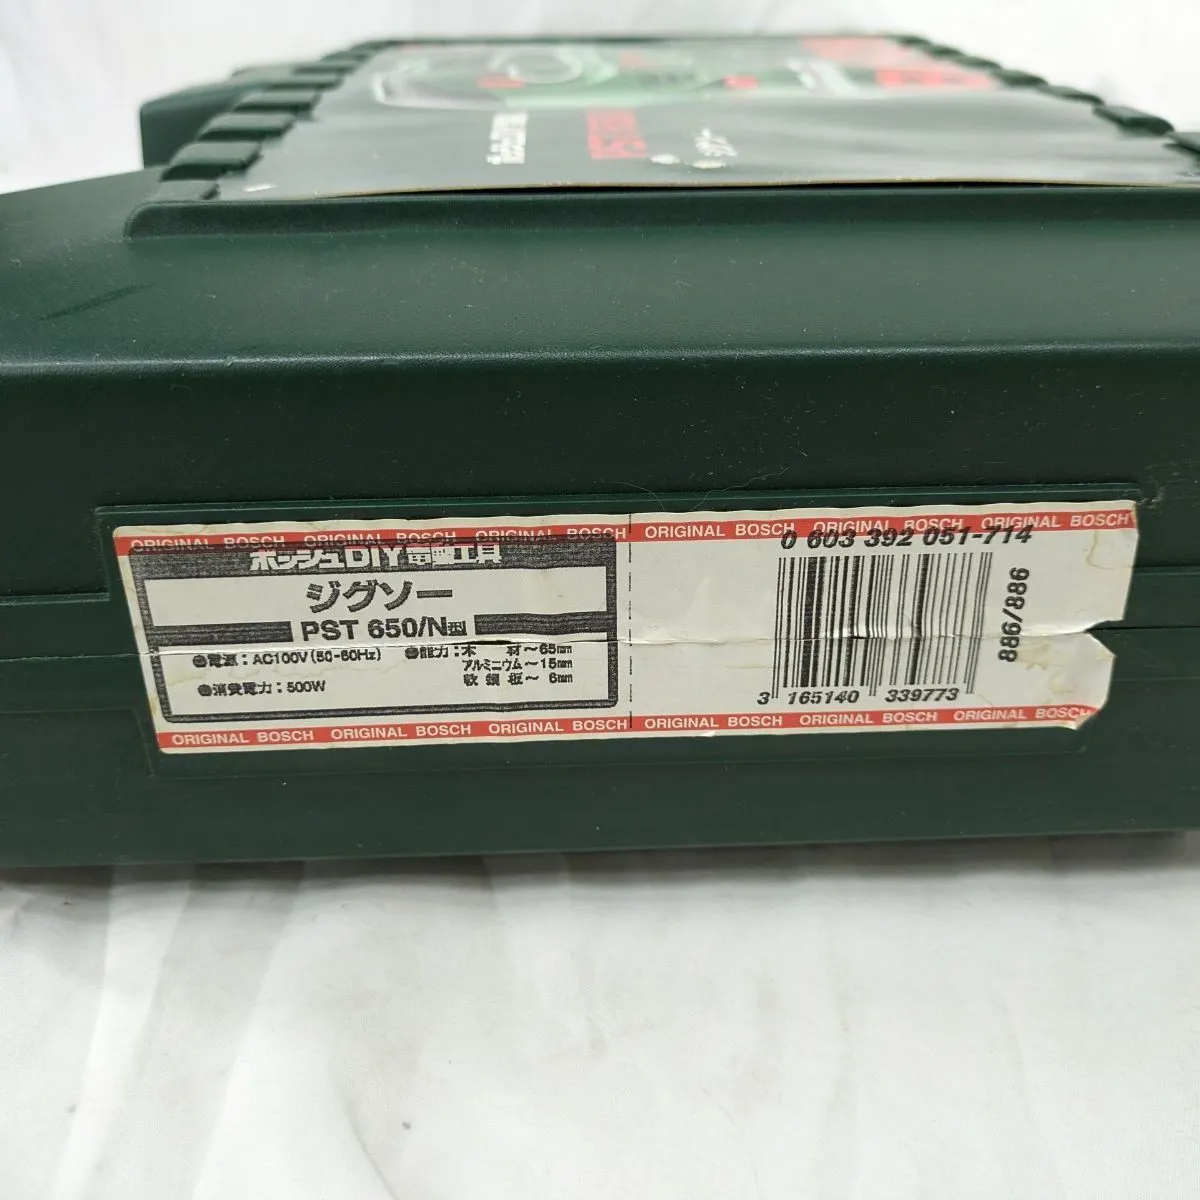 ORIGINAL BOSCH ORIGINAL BOSCH ORIGINAL BOSCH ORIGINAL BOSCH ORIGINAL BOSCH ORIGINAL BOSCH
ボッシュDIY電動工具
ジグソー
PST 650/N型
●電源：AC100V(50-60Hz) ●能力：木 材〜65mm
アルミニウム〜15mm
●消費電力：500W
軟鋼板〜 6mm
0 603 392 051-714
886/886
3 165140 339773
ORIGINAL BOSCH ORIGINAL BOSCH ORIGINAL BOSCH ORIGINAL BOSCH ORIGINAL BOSCH ORIGINAL BOSCH